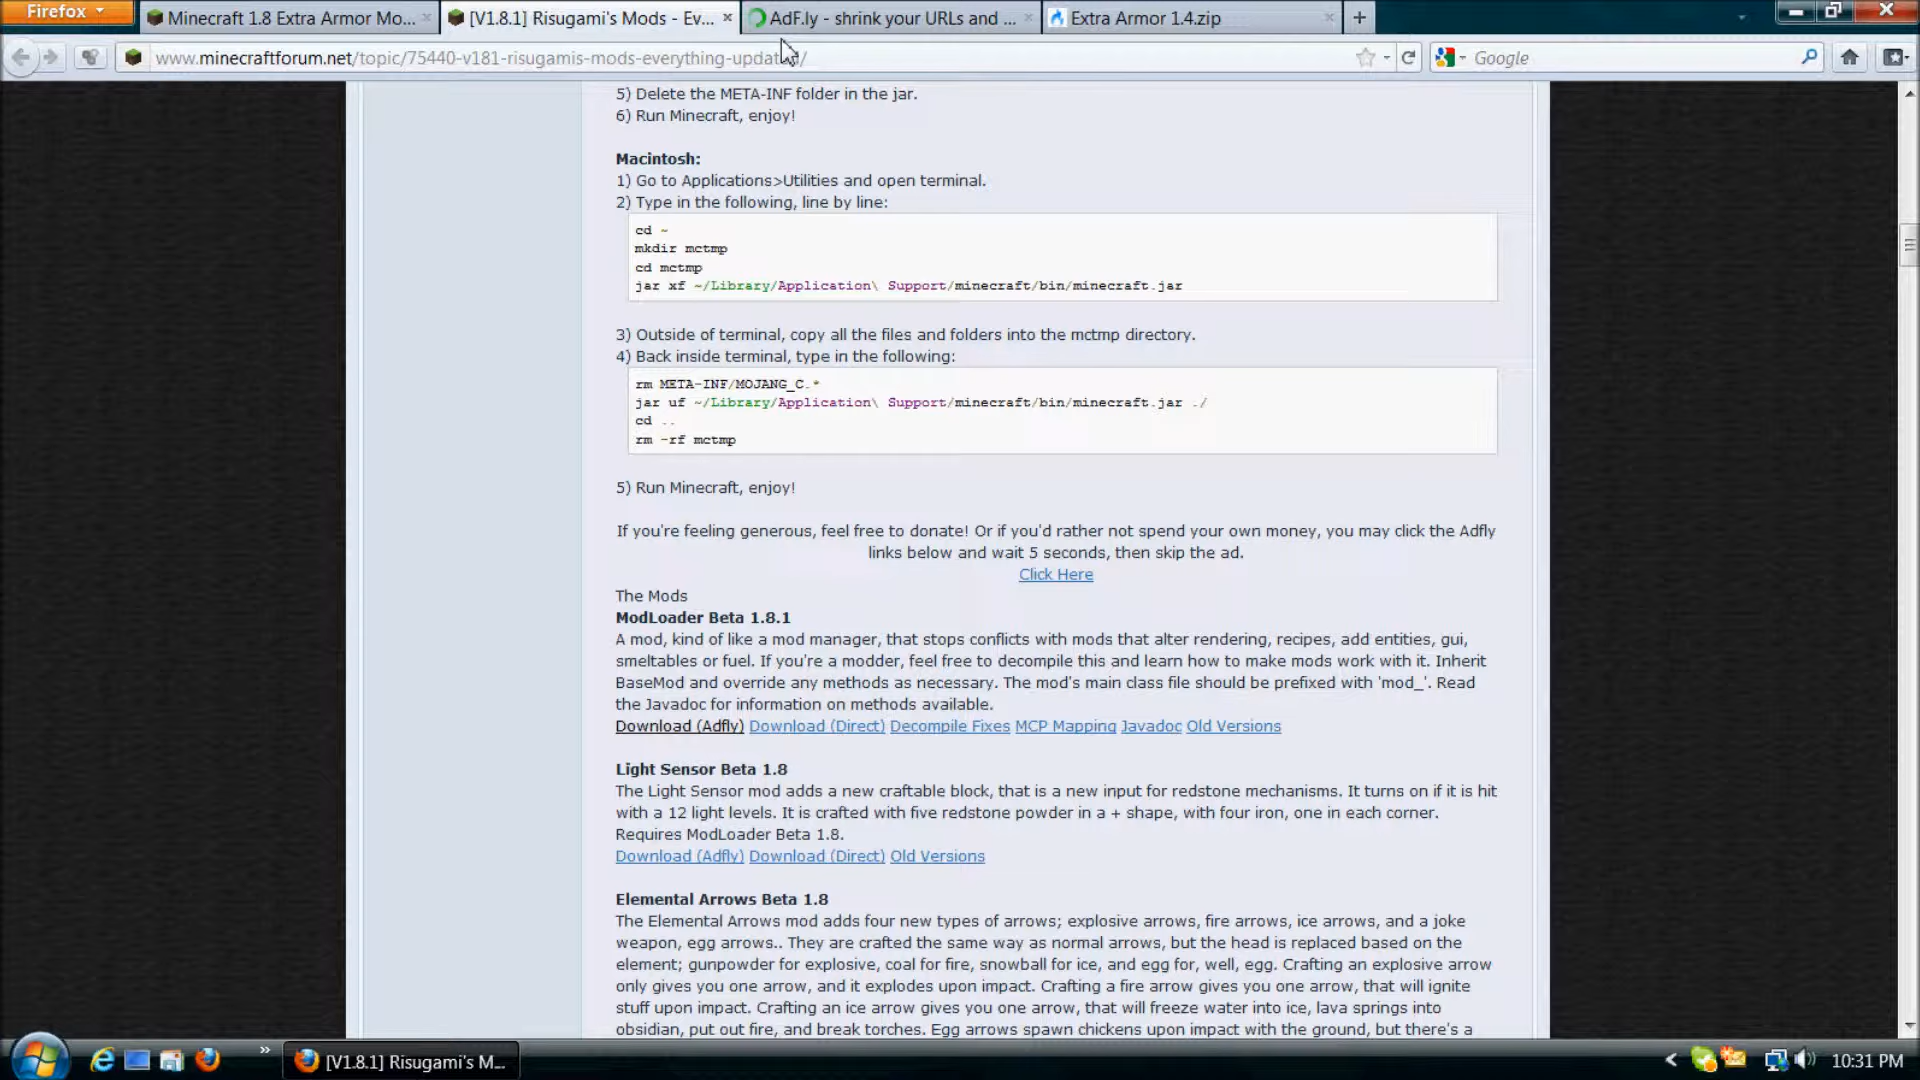 Firefox
Minecraft 1.8 Extra Armor Mo...
[V1.8.1] Risugami's Mods - Ev...
AdF.ly - shrink your URLs and ...
Extra Armor 1.4.zip
www.minecraftforum.net/topic/75440-v181-risugamis-mods-everything-updat
Google
5) Delete the META-INF folder in the jar.
6) Run Minecraft, enjoy!
Macintosh:
1) Go to Applications>Utilities and open terminal.
2) Type in the following, line by line:
cd ~
mkdir mctmp
cd mctmp
jar xf ~/Library/Application\ Support/minecraft/bin/minecraft.jar
3) Outside of terminal, copy all the files and folders into the mctmp directory.
4) Back inside terminal, type in the following:
rm META-INF/MOJANG_C.*
jar uf ~/Library/Application\ Support/minecraft/bin/minecraft.jar ./
cd ..
rm -rf mctmp
5) Run Minecraft, enjoy!
If you're feeling generous, feel free to donate! Or if you'd rather not spend your own money, you may click the Adfly
links below and wait 5 seconds, then skip the ad.
Click Here
The Mods
ModLoader Beta 1.8.1
A mod, kind of like a mod manager, that stops conflicts with mods that alter rendering, recipes, add entities, gui,
smeltables or fuel. If you're a modder, feel free to decompile this and learn how to make mods work with it. Inherit
BaseMod and override any methods as necessary. The mod's main class file should be prefixed with 'mod_'. Read
the Javadoc for information on methods available.
Download (Adfly) Download (Direct) Decompile Fixes MCP Mapping Javadoc Old Versions
Light Sensor Beta 1.8
The Light Sensor mod adds a new craftable block, that is a new input for redstone mechanisms. It turns on if it is hit
with a 12 light levels. It is crafted with five redstone powder in a + shape, with four iron, one in each corner.
Requires ModLoader Beta 1.8.
Download (Adfly) Download (Direct) Old Versions
Elemental Arrows Beta 1.8
The Elemental Arrows mod adds four new types of arrows; explosive arrows, fire arrows, ice arrows, and a joke
weapon, egg arrows.. They are crafted the same way as normal arrows, but the head is replaced based on the
element; gunpowder for explosive, coal for fire, snowball for ice, and egg for, well, egg. Crafting an explosive arrow
only gives you one arrow, and it explodes upon impact. Crafting a fire arrow gives you one arrow, that will ignite
stuff upon impact. Crafting an ice arrow gives you one arrow, that will freeze water into ice, lava springs into
obsidian, put out fire, and break torches. Egg arrows spawn chickens upon impact with the ground, but there's a
[V1.8.1] Risugami's M...
10:31 PM